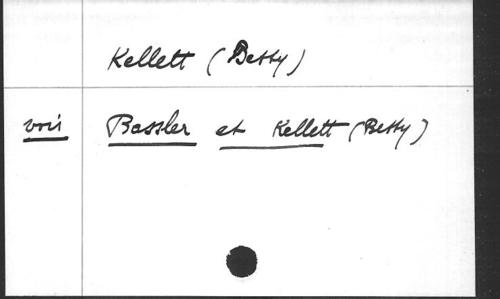 Kellett (Betty)
voir Bassler et Kellett (Betty)